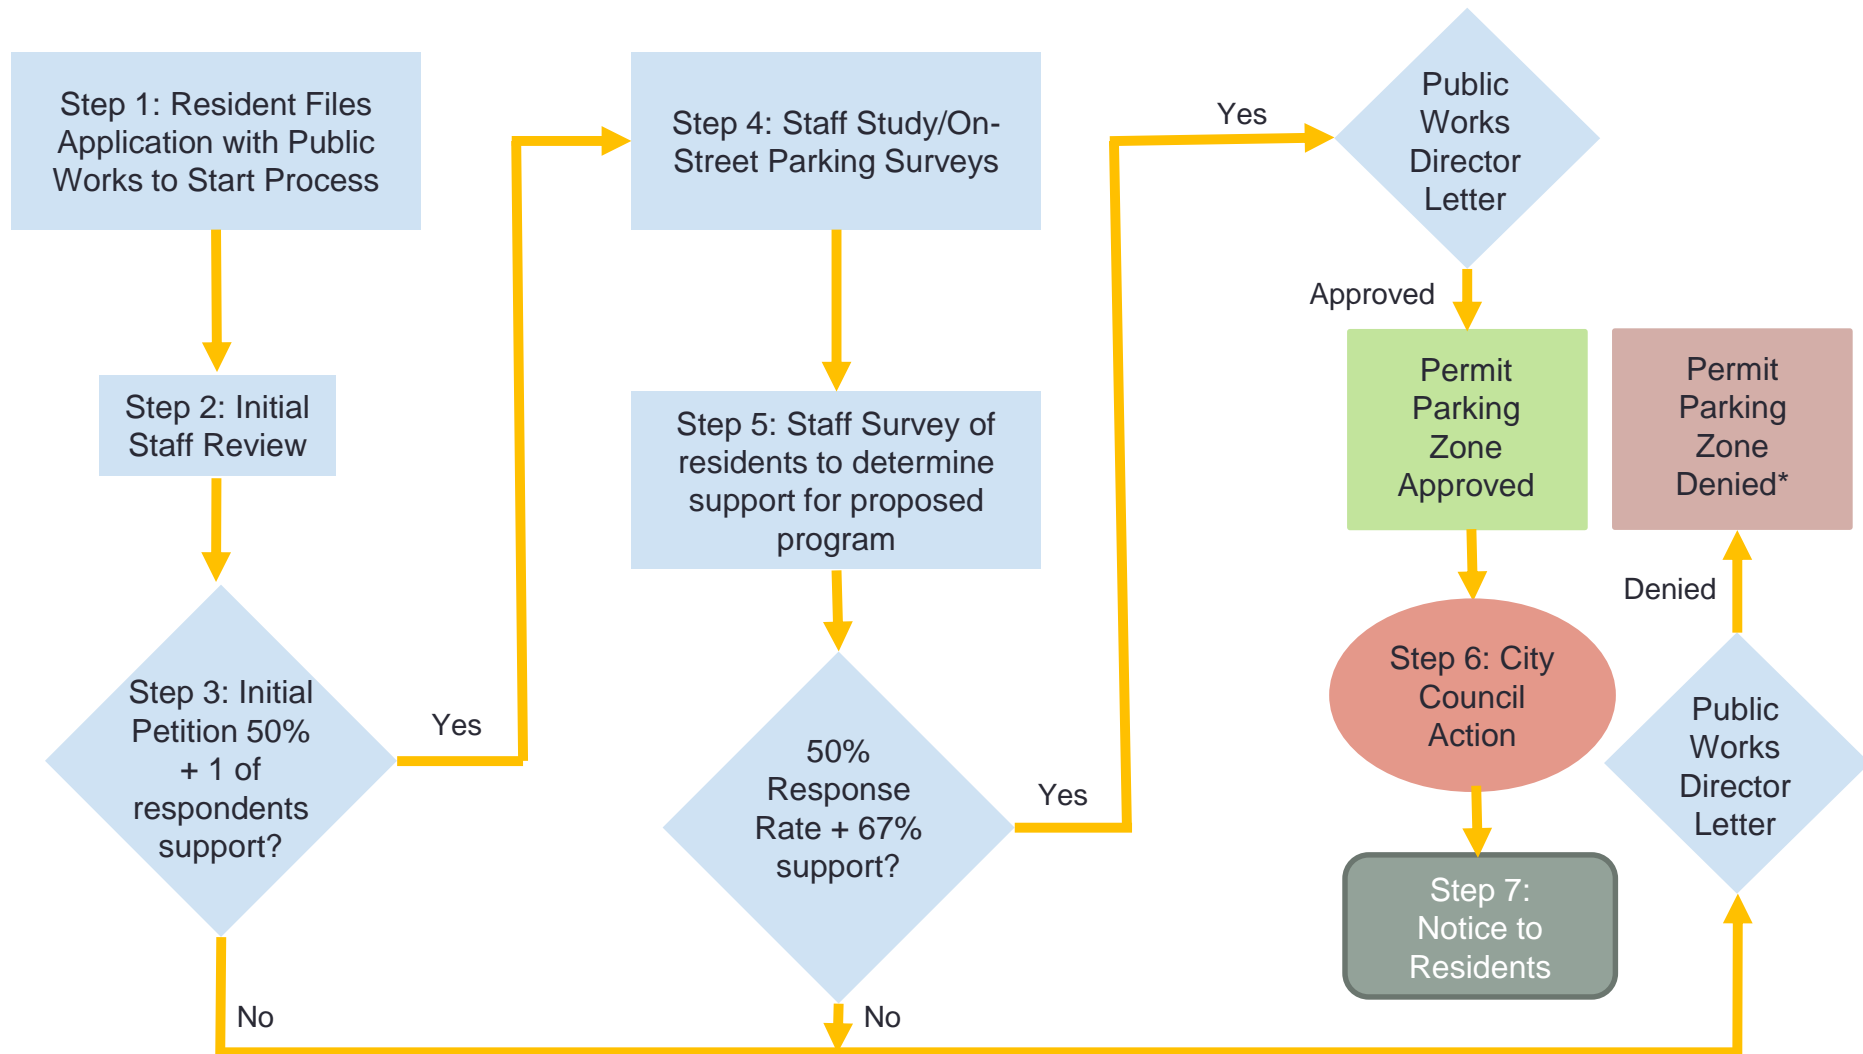 Step 1: Resident Files
Application with Public
Works to Start Process
Step 2: Initial
Staff Review
Step 3: Initial
Petition 50%
+ 1 of
respondents
support?
Yes
No
Step 4: Staff Study/On-
Street Parking Surveys
Step 5: Staff Survey of
residents to determine
support for proposed
program
50%
Response
Rate + 67%
support?
Yes
No
Yes
Public
Works
Director
Letter
Approved
Permit
Parking
Zone
Approved
Step 6: City
Council
Action
Step 7:
Notice to
Residents
Permit
Parking
Zone
Denied*
Denied
Public
Works
Director
Letter